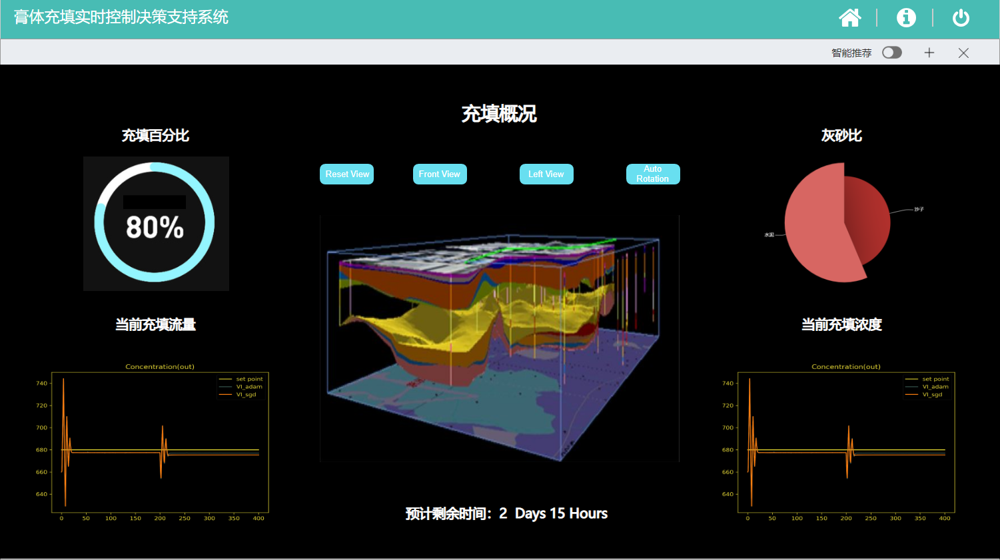 膏体充填实时控制决策支持系统
智能推荐
充填概况
充填百分比
80%
灰砂比
沙子
水泥
Reset View
Front View
Left View
Auto
Rotation
当前充填流量
Concentration(out)
set point
VI_adam
VI_sgd
740
720
700
680
660
640
0 50 100 150 200 250 300 350 400
当前充填浓度
Concentration(out)
set point
VI_adam
VI_sgd
740
720
700
680
660
640
0 50 100 150 200 250 300 350 400
预计剩余时间：2 Days 15 Hours